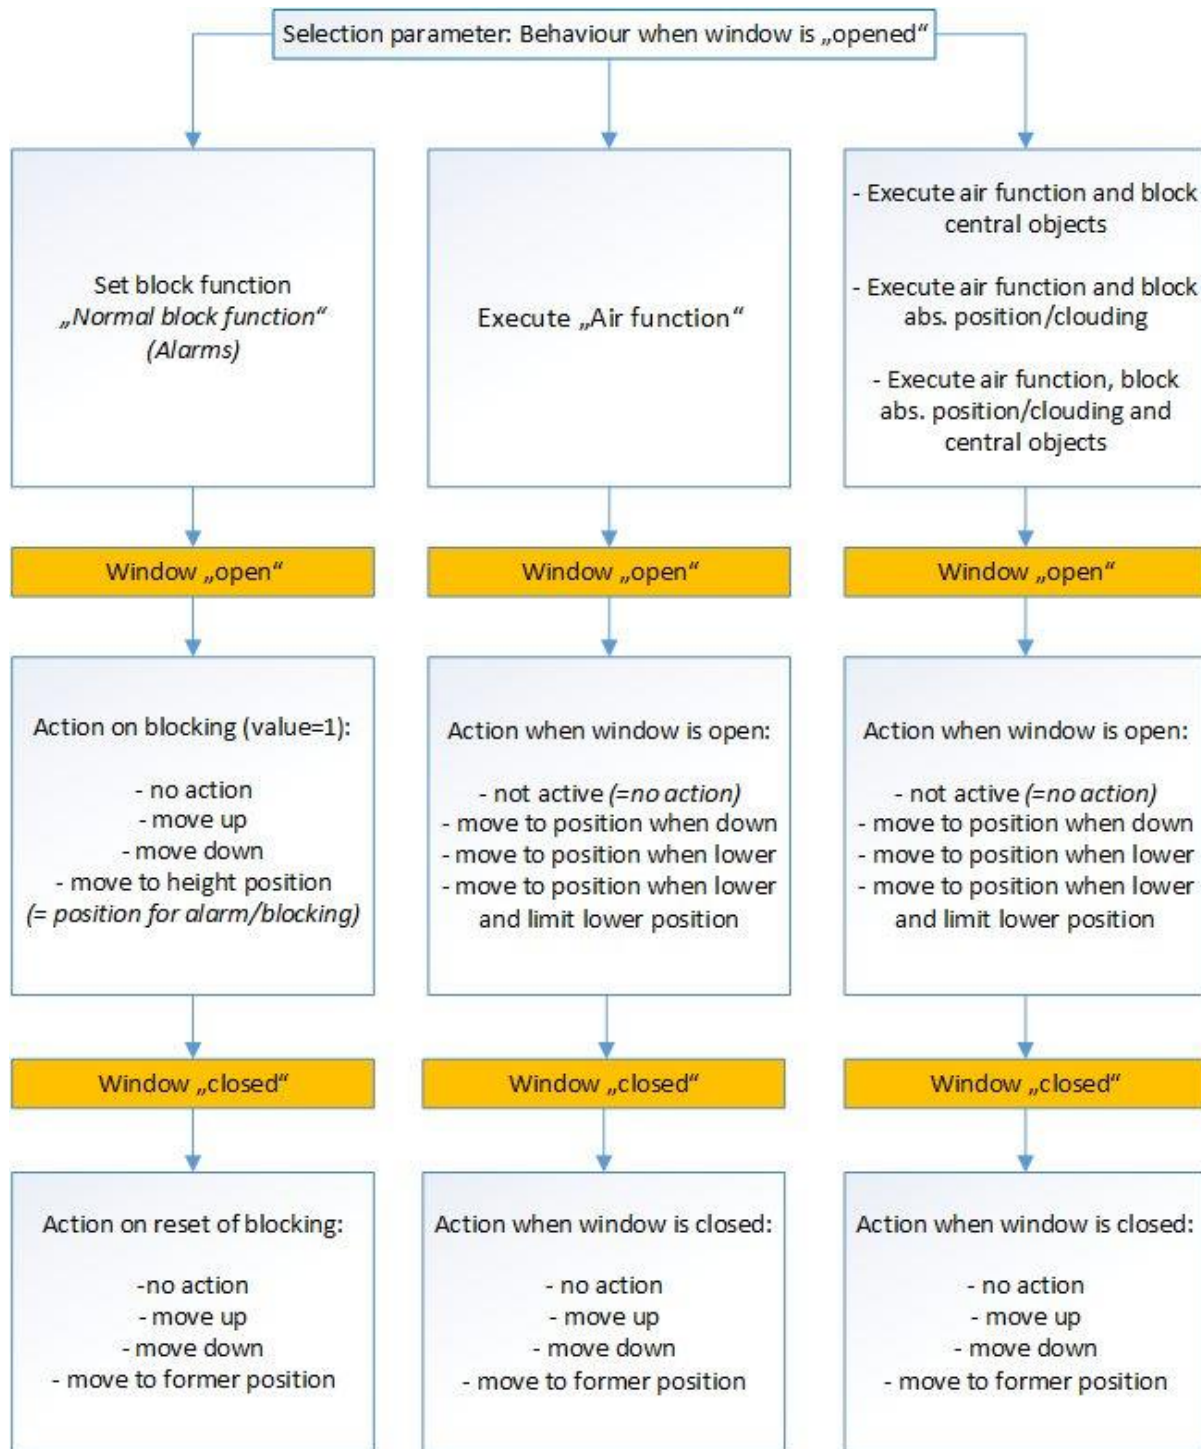 Selection parameter: Behaviour when window is „opened“
Set block function
„Normal block function“
(Alarms)
Execute „Air function“
- Execute air function and block
central objects
- Execute air function and block
abs. position/clouding
- Execute air function, block
abs. position/clouding and
central objects
Window „open“
Window „open“
Window „open“
Action on blocking (value=1):
- no action
- move up
- move down
- move to height position
(= position for alarm/blocking)
Action when window is open:
- not active (=no action)
- move to position when down
- move to position when lower
- move to position when lower
and limit lower position
Action when window is open:
- not active (=no action)
- move to position when down
- move to position when lower
- move to position when lower
and limit lower position
Window „closed“
Window „closed“
Window „closed“
Action on reset of blocking:
-no action
- move up
- move down
- move to former position
Action when window is closed:
- no action
- move up
- move down
- move to former position
Action when window is closed:
- no action
- move up
- move down
- move to former position